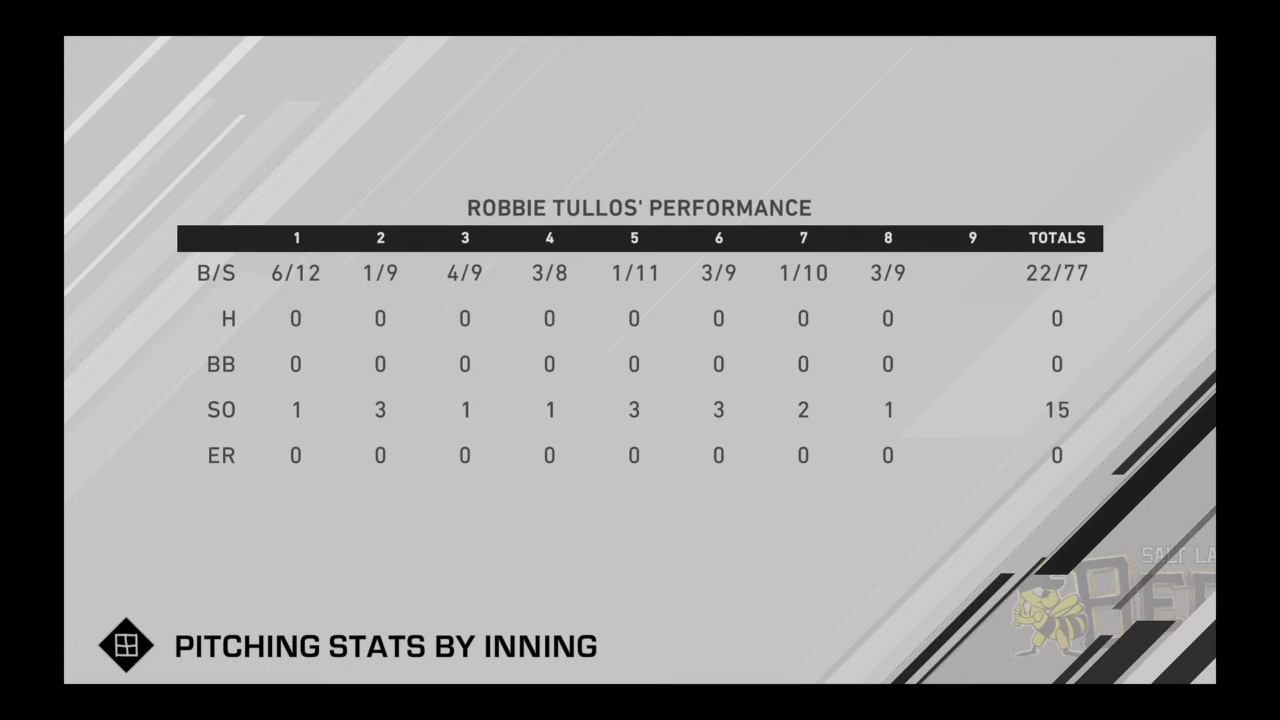 ROBBIE TULLOS' PERFORMANCE
1 2 3 4 5 6 7 8 9 TOTALS
B/S 6/12 1/9 4/9 3/8 1/11 3/9 1/10 3/9 22/77
H 0 0 0 0 0 0 0 0 0
BB 0 0 0 0 0 0 0 0 0
SO 1 3 1 1 3 3 2 1 15
ER 0 0 0 0 0 0 0 0 0
SALT LA
BEE
PITCHING STATS BY INNING